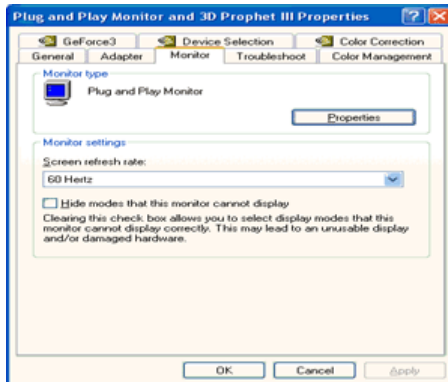 Plug and Play Monitor and 3D Prophet III Properties
GeForce3 Device Selection Color Correction
General Adapter Monitor Troubleshoot Color Management
Monitor type
Plug and Play Monitor
Properties
Monitor settings
Screen refresh rate:
60 Hertz
Hide modes that this monitor cannot display
Clearing this check box allows you to select display modes that this
monitor cannot display correctly. This may lead to an unusable display
and/or damaged hardware.
OK Cancel Apply